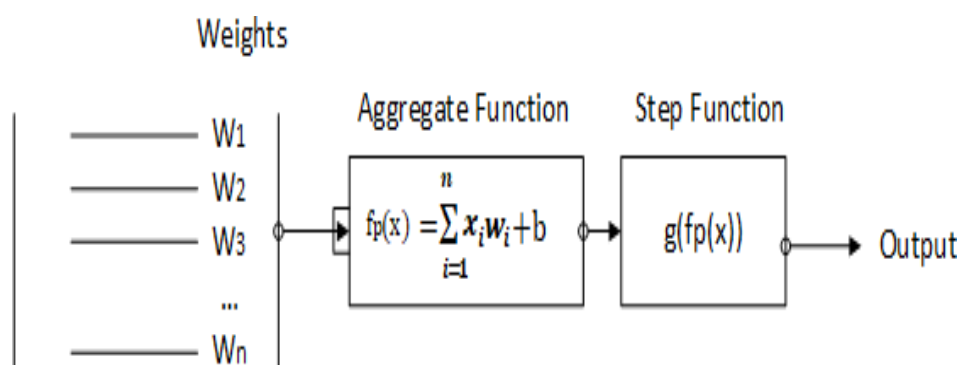 Weights
W1
W2
W3
...
Wn
Aggregate Function
fp(x) = n∑i=1 xiwi+b
Step Function
g(fp(x))
Output